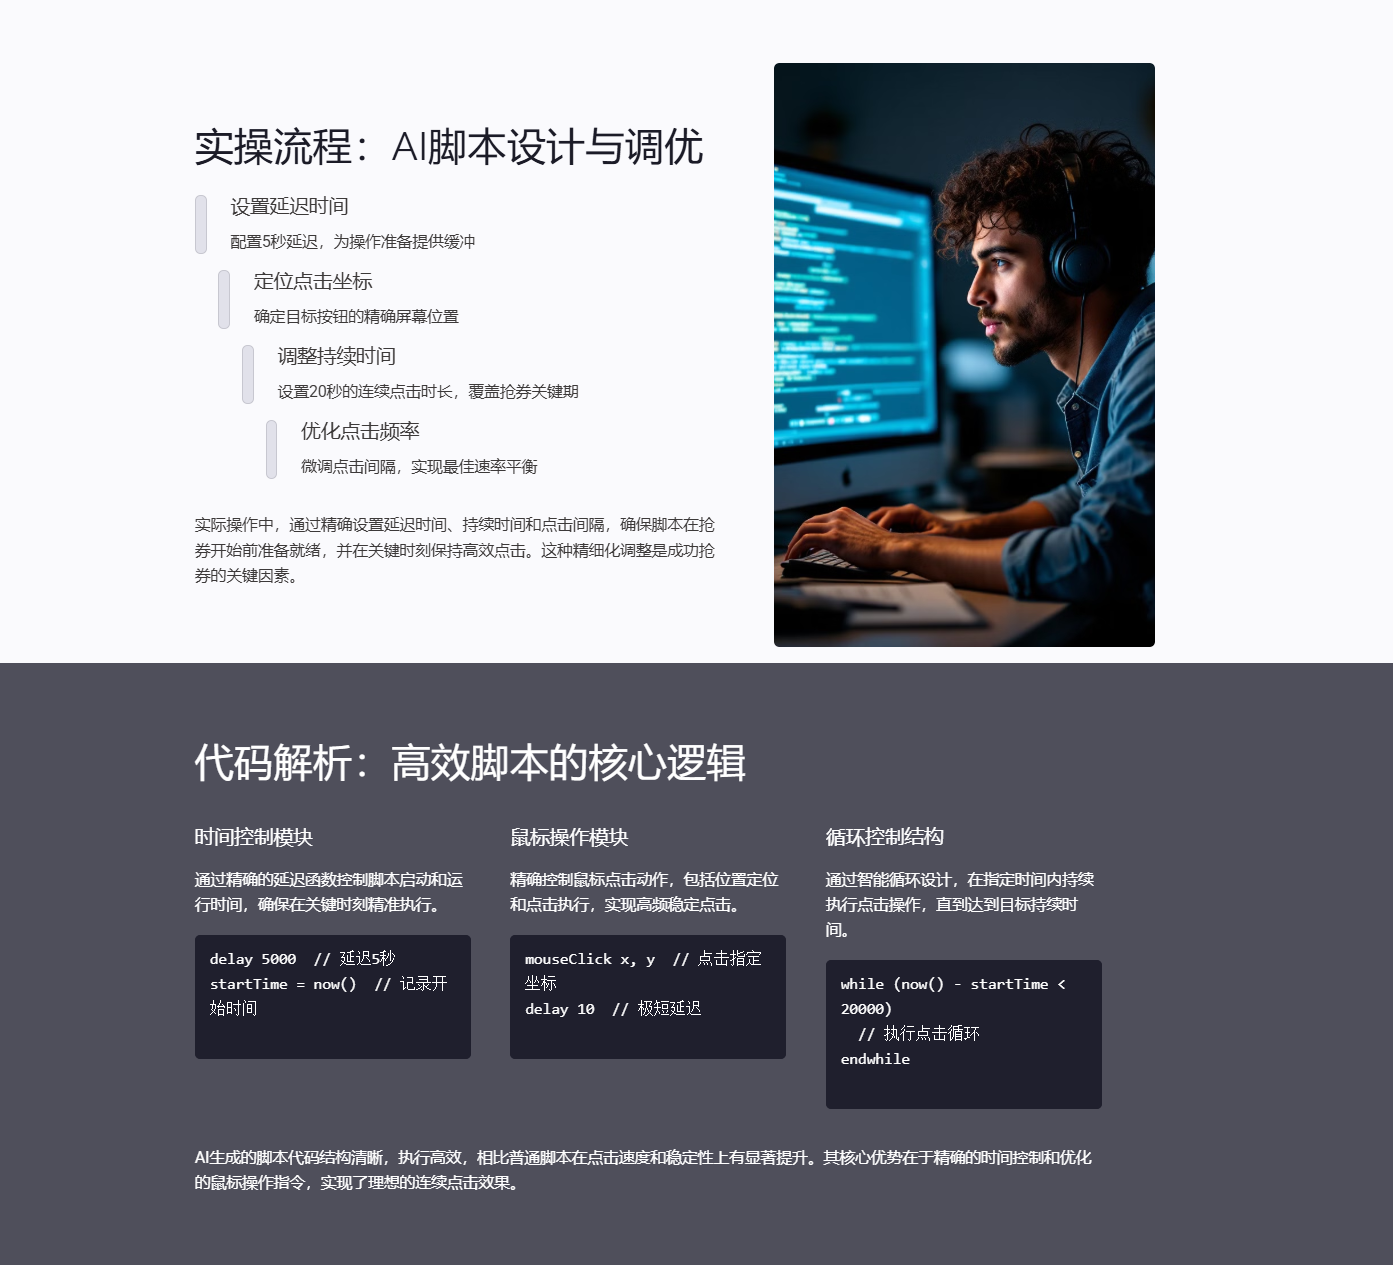 实操流程：AI脚本设计与调优
设置延迟时间
配置5秒延迟，为操作准备提供缓冲
定位点击坐标
确定目标按钮的精确屏幕位置
调整持续时间
设置20秒的连续点击时长，覆盖抢券关键期
优化点击频率
微调点击间隔，实现最佳速率平衡
实际操作中，通过精确设置延迟时间、持续时间和点击间隔，确保脚本在抢
券开始前准备就绪，并在关键时刻保持高效点击。这种精细化调整是成功抢
券的关键因素。
代码解析：高效脚本的核心逻辑
时间控制模块
通过精确的延迟函数控制脚本启动和运
行时间，确保在关键时刻精准执行。
delay 5000  // 延迟5秒
startTime = now()  // 记录开
始时间
鼠标操作模块
精确控制鼠标点击动作，包括位置定位
和点击执行，实现高频稳定点击。
mouseClick x, y  // 点击指定
坐标
delay 10  // 极短延迟
循环控制结构
通过智能循环设计，在指定时间内持续
执行点击操作，直到达到目标持续时
间。
while (now() - startTime <
20000)
  // 执行点击循环
endwhile
AI生成的脚本代码结构清晰，执行高效，相比普通脚本在点击速度和稳定性上有显著提升。其核心优势在于精确的时间控制和优化
的鼠标操作指令，实现了理想的连续点击效果。